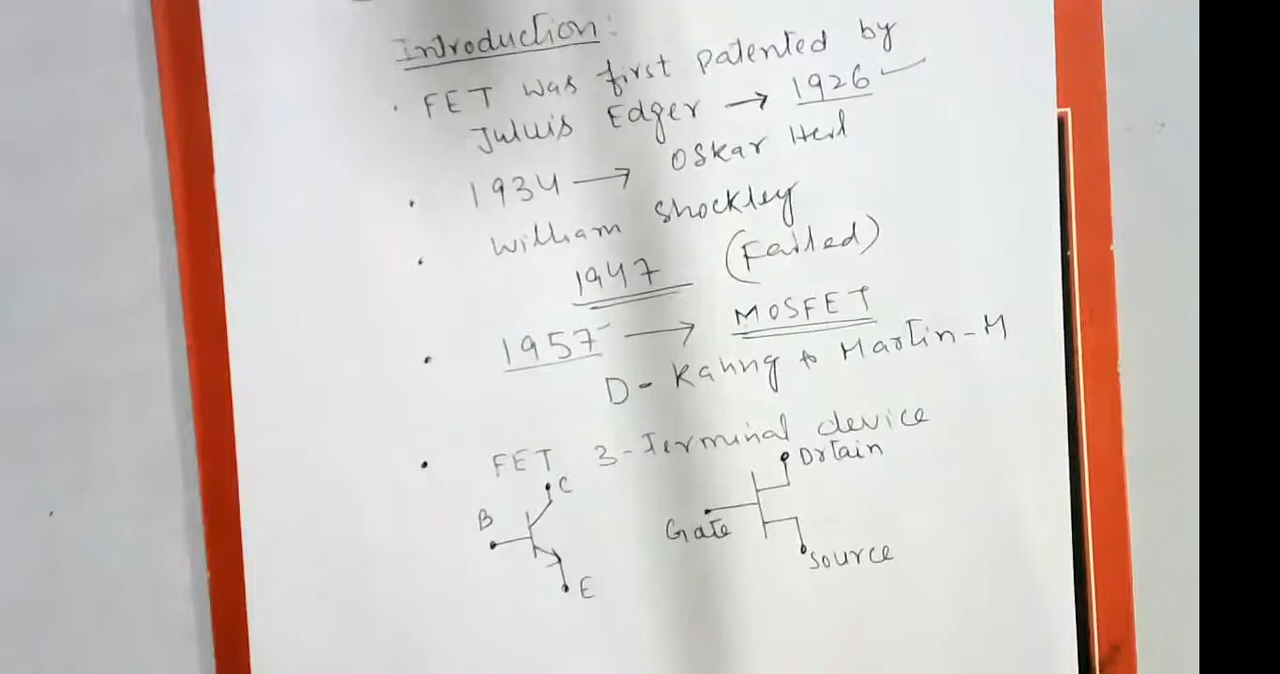 Introduction:
. FET was first patented by
Juluis Edger → 1926
. 1934 → Oskar Heil
. William Shockley
1947 (Failed)
. 1957 → MOSFET
D - Kahng & Martin-M
. FET 3-Terminal device
C
B
E
Drain
Gate
Source